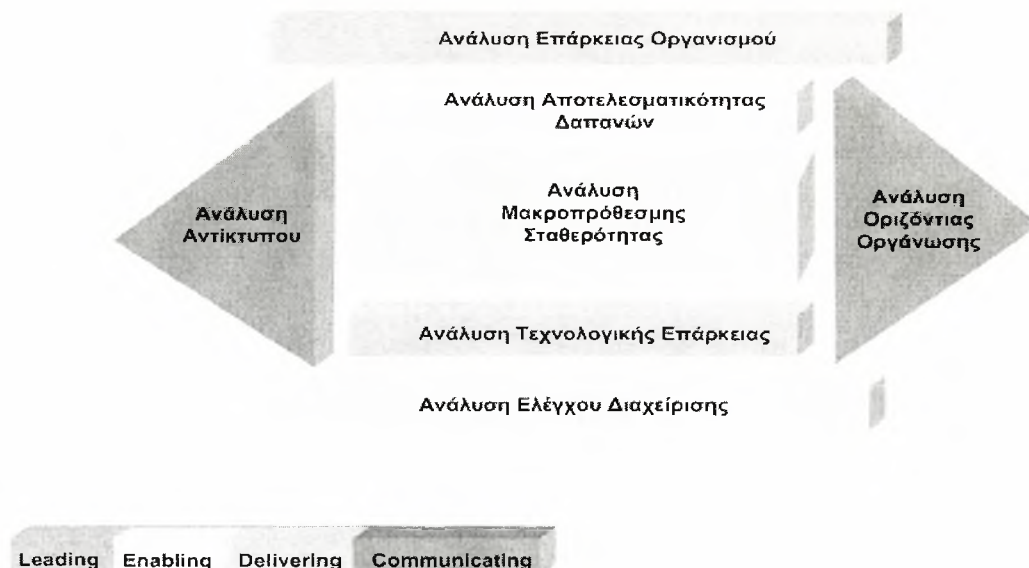 Ανάλυση Επάρκειας Οργανισμού
Ανάλυση Αποτελεσματικότητας
Δαπανών
Ανάλυση
Αντίκτυπου
Ανάλυση
Μακροπρόθεσμης
Σταθερότητας
Ανάλυση
Οριζόντιας
Οργάνωσης
Ανάλυση Τεχνολογικής Επάρκειας
Ανάλυση Ελέγχου Διαχείρισης
Leading Enabling Delivering Communicating